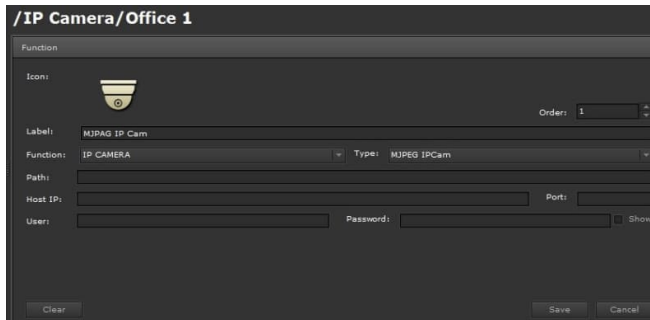 /IP Camera/Office 1
Function
Icon:
Order: 1
Label: MJPAG IP Cam
Function: IP CAMERA Type: MJPEG IPCam
Path:
Host IP: Port:
User: Password: Show
Clear Save Cancel